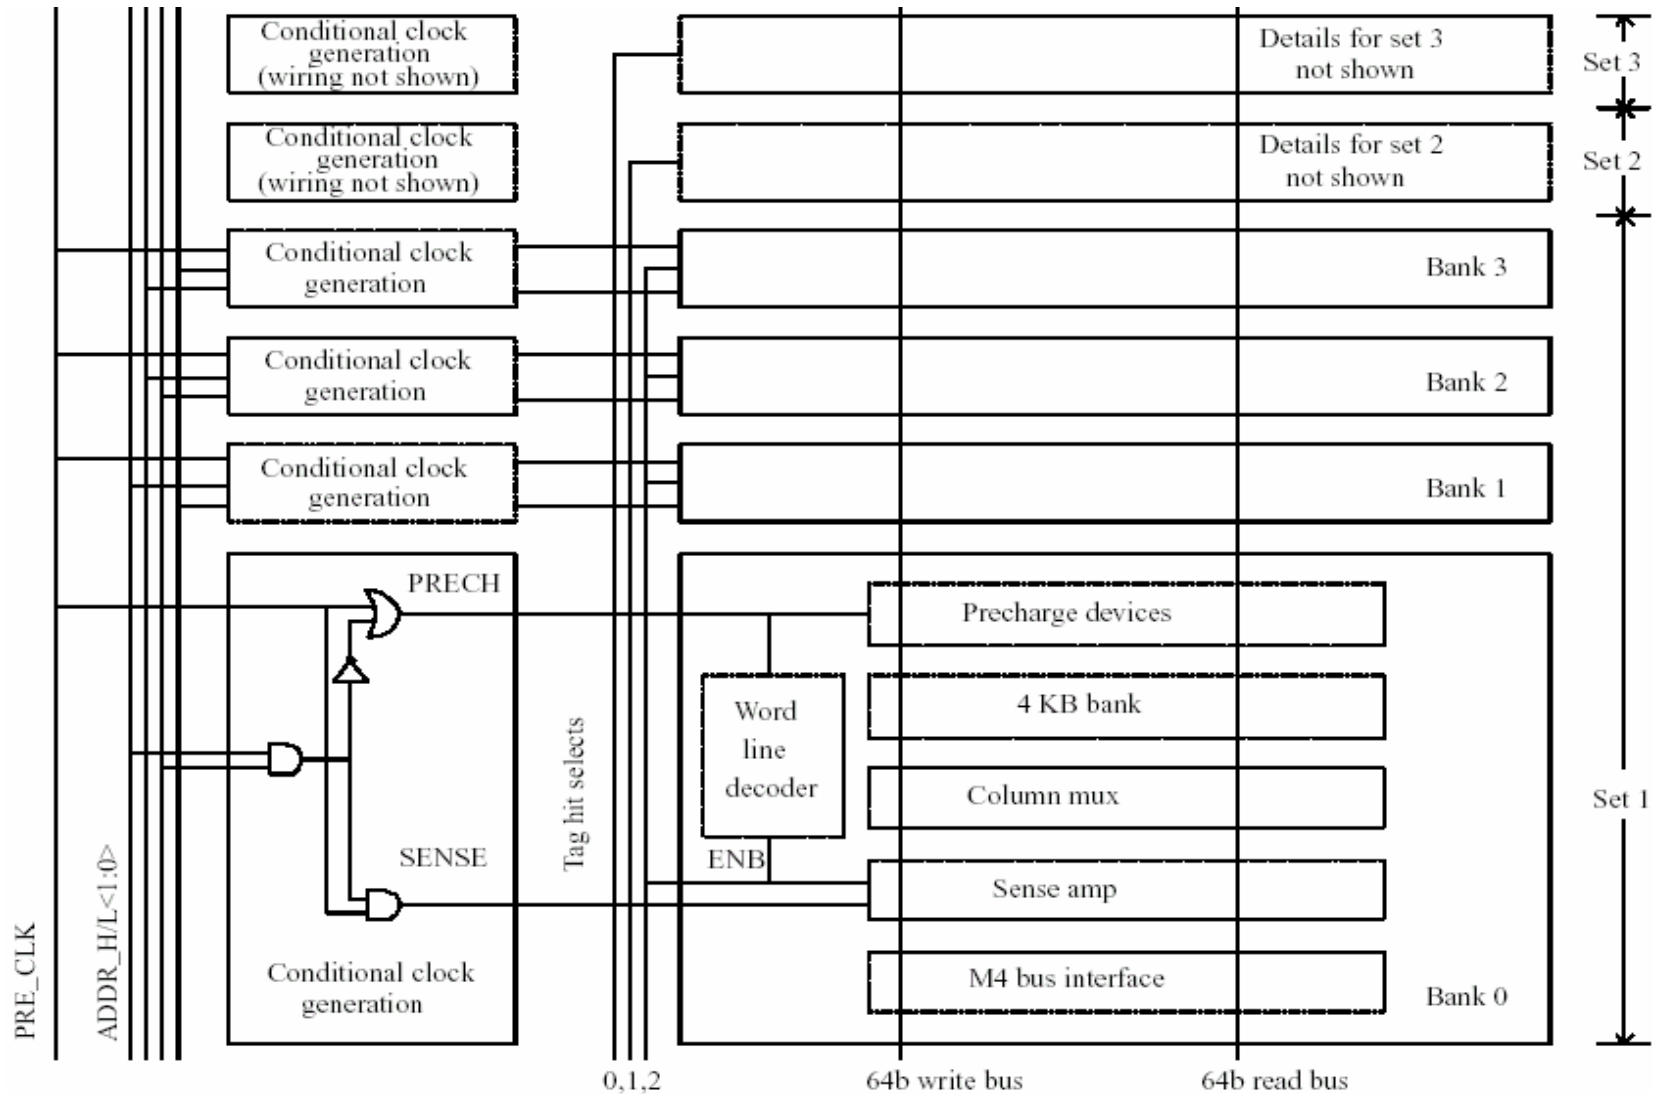 Conditional clock
generation
(wiring not shown)
Details for set 3
not shown
Set 3
Conditional clock
generation
(wiring not shown)
Details for set 2
not shown
Set 2
Conditional clock
generation
Bank 3
Conditional clock
generation
Bank 2
Conditional clock
generation
Bank 1
PRECH
Precharge devices
Word
line
decoder
4 KB bank
Column mux
Set 1
SENSE
Tag hit selects
ENB
Sense amp
PRE_CLK
ADDR_H/L<1:0>
Conditional clock
generation
M4 bus interface
Bank 0
0,1,2
64b write bus
64b read bus